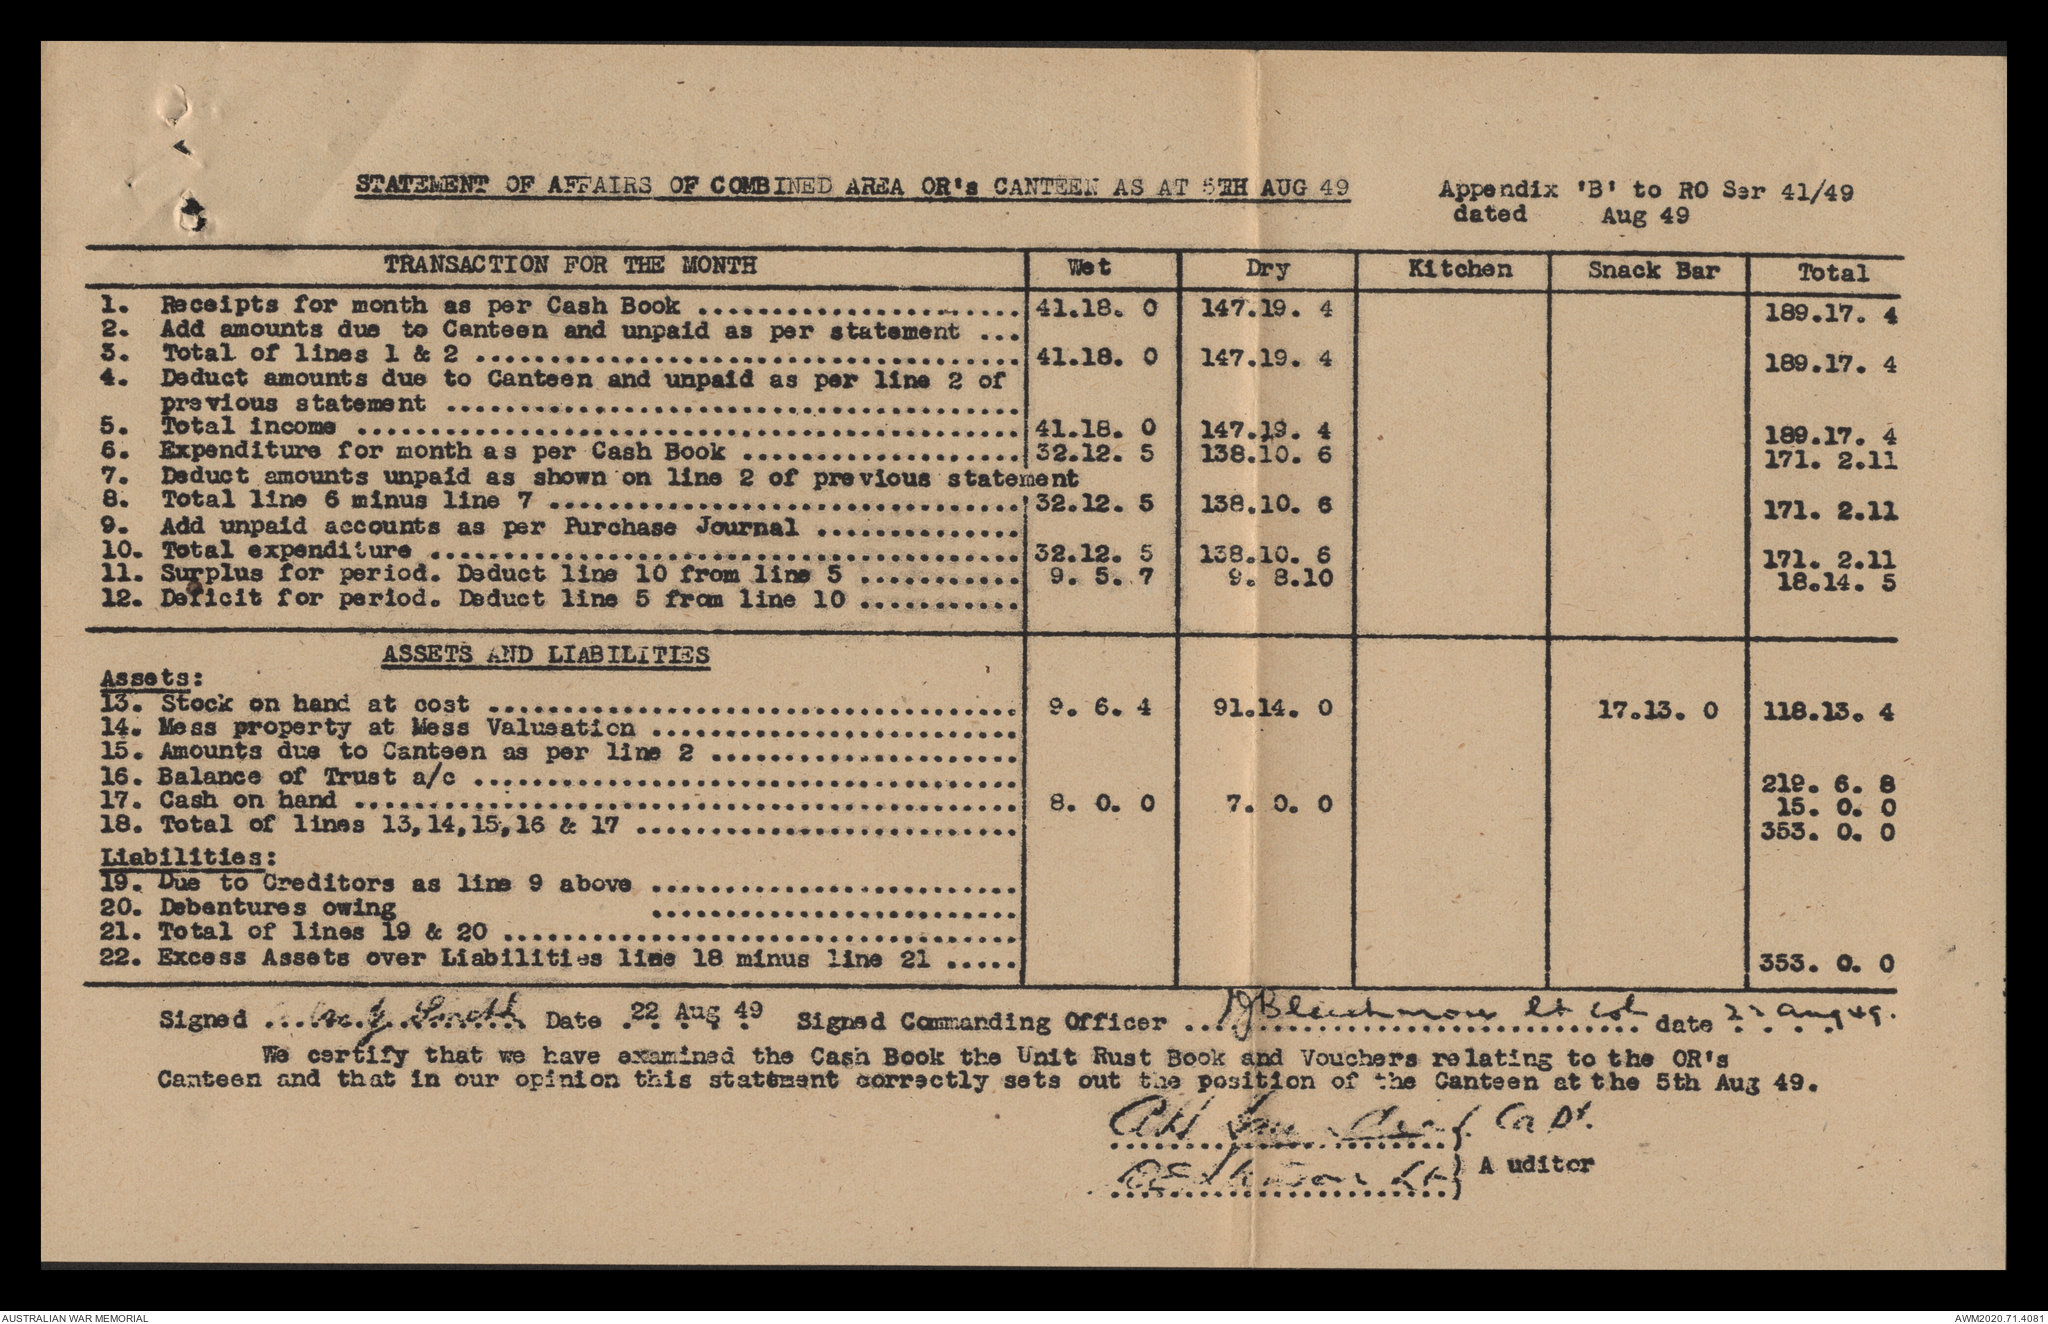 STATEMENT OF AFFAIRS OF COMBINED AREA OR's CANTEEN AS AT 5TH AUG 49
Appendix 'B' to RO Ser 41/49
dated Aug 49
TRANSACTION FOR THE MONTH Wet Dry Kitchen Snack Bar Total
1. Receipts for month as per Cash Book ...................... 41.18. 0 147.19. 4 189.17. 4
2. Add amounts due to Canteen and unpaid as per statement ...
3. Total of lines 1 & 2 ..................................... 41.18. 0 147.19. 4 189.17. 4
4. Deduct amounts due to Canteen and unpaid as per line 2 of
previous statement .......................................
5. Total income ............................................. 41.18. 0 147.19. 4 189.17. 4
6. Expenditure for month as per Cash Book ................... 32.12. 5 138.10. 6 171. 2.11
7. Deduct amounts unpaid as shown on line 2 of previous statement
8. Total line 6 minus line 7 ................................ 32.12. 5 138.10. 6 171. 2.11
9. Add unpaid accounts as per Purchase Journal ..............
10. Total expenditure ........................................ 32.12. 5 138.10. 6 171. 2.11
11. Surplus for period. Deduct line 10 from line 5 ........... 9. 5. 7 9. 8.10 18.14. 5
12. Deficit for period. Deduct line 5 from line 10 ...........
ASSETS AND LIABILITIES
Assets:
13. Stock on hand at cost .................................... 9. 6. 4 91.14. 0 17.13. 0 118.13. 4
14. Mess property at Mess Valueation .........................
15. Amounts due to Canteen as per line 2 .....................
16. Balance of Trust a/c ..................................... 219. 6. 8
17. Cash on hand ............................................. 8. 0. 0 7. 0. 0 15. 0. 0
18. Total of lines 13,14,15,16 & 17 .......................... 353. 0. 0
Liabilities:
19. Due to Creditors as line 9 above .........................
20. Debentures owing .........................
21. Total of lines 19 & 20 ...................................
22. Excess Assets over Liabilities line 18 minus line 21 ..... 353. 0. 0
Signed Smith Date 22 Aug 49 Signed Commanding Officer Lt Col date 22 Aug 49.
We certify that we have examined the Cash Book the Unit Rust Book and Vouchers relating to the OR's
Canteen and that in our opinion this statement correctly sets out the position of the Canteen at the 5th Aug 49.
Capt.
Lt } Auditor
AUSTRALIAN WAR MEMORIAL
AWM2020.71.4081